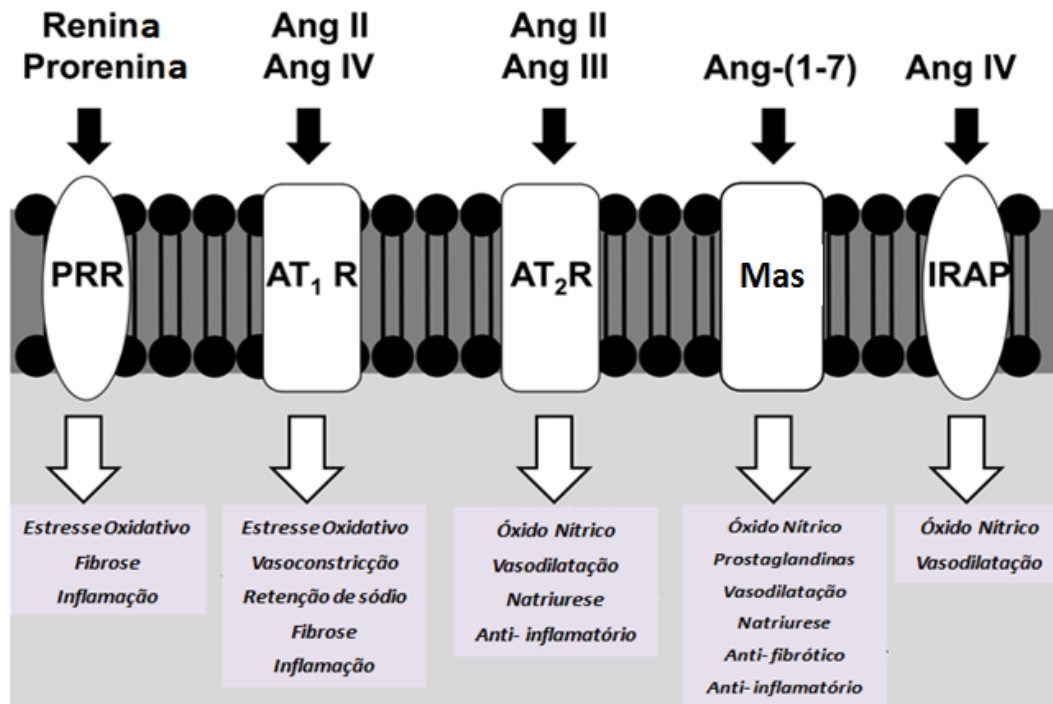 Renina
Prorenina
Ang II
Ang IV
Ang II
Ang III
Ang-(1-7)
Ang IV
PRR
AT₁ R
AT₂R
Mas
IRAP
Estresse Oxidativo
Fibrose
Inflamação
Estresse Oxidativo
Vasoconstricção
Retenção de sódio
Fibrose
Inflamação
Óxido Nítrico
Vasodilatação
Natriurese
Anti- inflamatório
Óxido Nítrico
Prostaglandinas
Vasodilatação
Natriurese
Anti- fibrótico
Anti- inflamatório
Óxido Nítrico
Vasodilatação